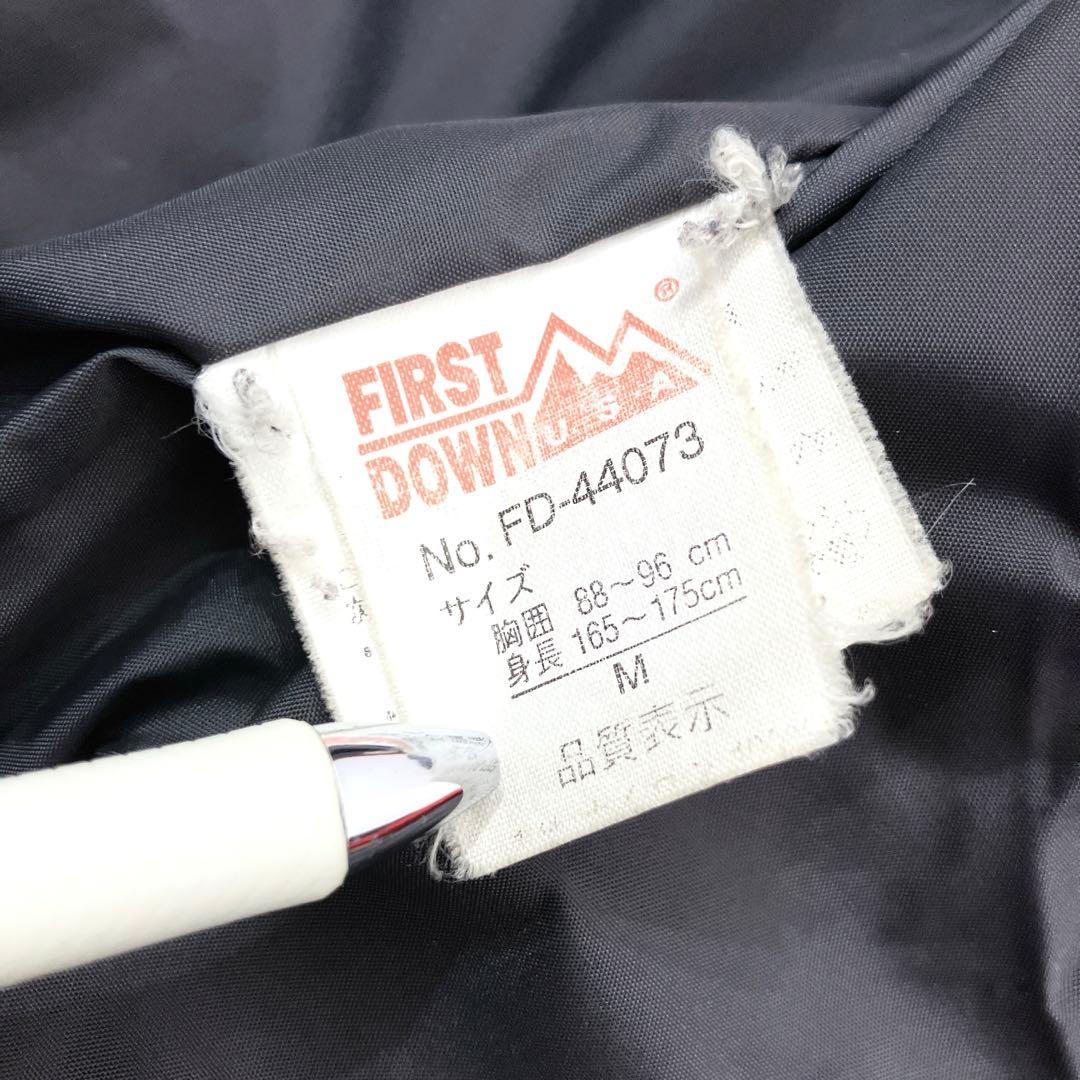 FIRST
DOWN U.S.A ®
No. FD-44073
サイズ
胸囲 88～96 cm
身長 165～175cm
M
品質表示